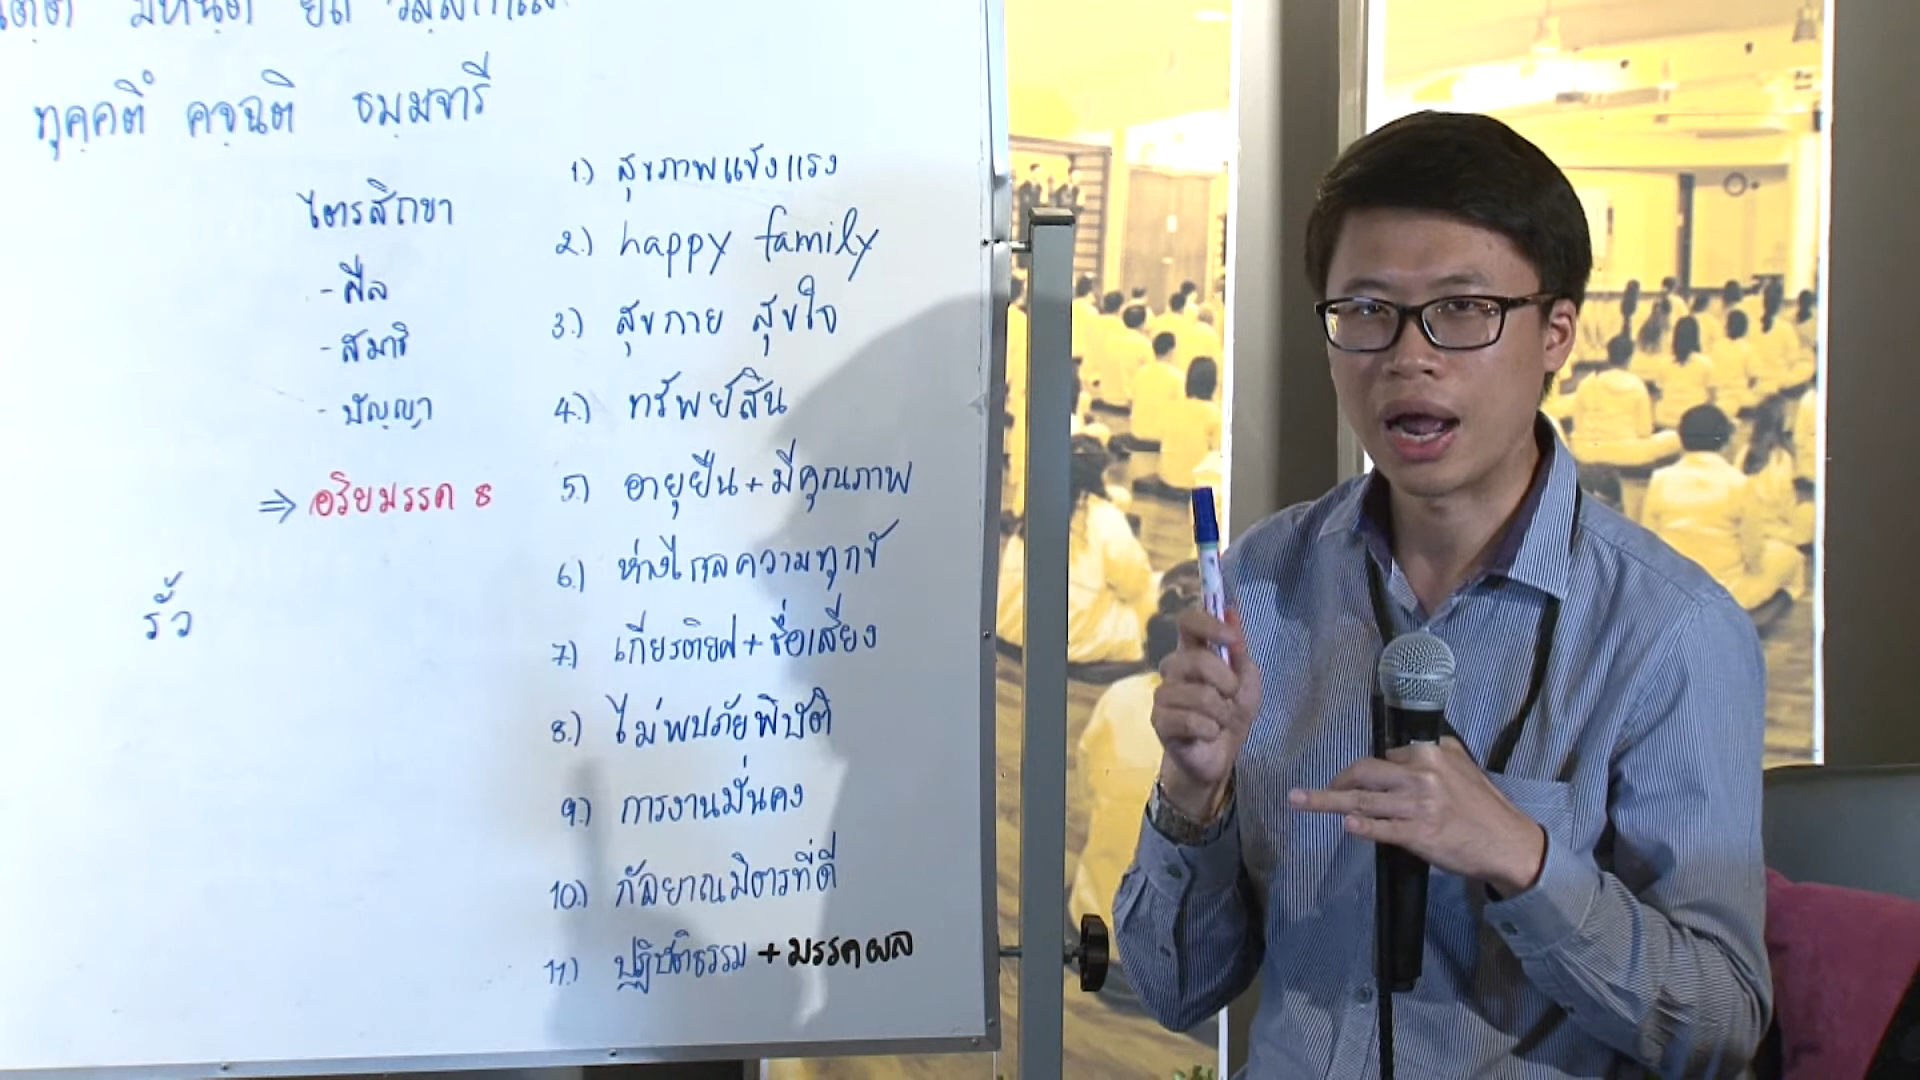 ทุคฺคตึ คจฺฉติ ธมฺมจารี
ไตรสิกขา
- ศีล
- สมาธิ
- ปัญญา
⇒ อริยมรรค 8
รั้ว
1.) สุขภาพแข็งแรง
2.) happy family
3.) สุขกาย สุขใจ
4.) ทรัพย์สิน
5.) อายุยืน + มีคุณภาพ
6.) ห่างไกลความทุกข์
7.) เกียรติยศ + ชื่อเสียง
8.) ไม่พบภัยพิบัติ
9.) การงานมั่นคง
10.) กัลยาณมิตรที่ดี
11.) ปฏิบัติธรรม + มรรคผล